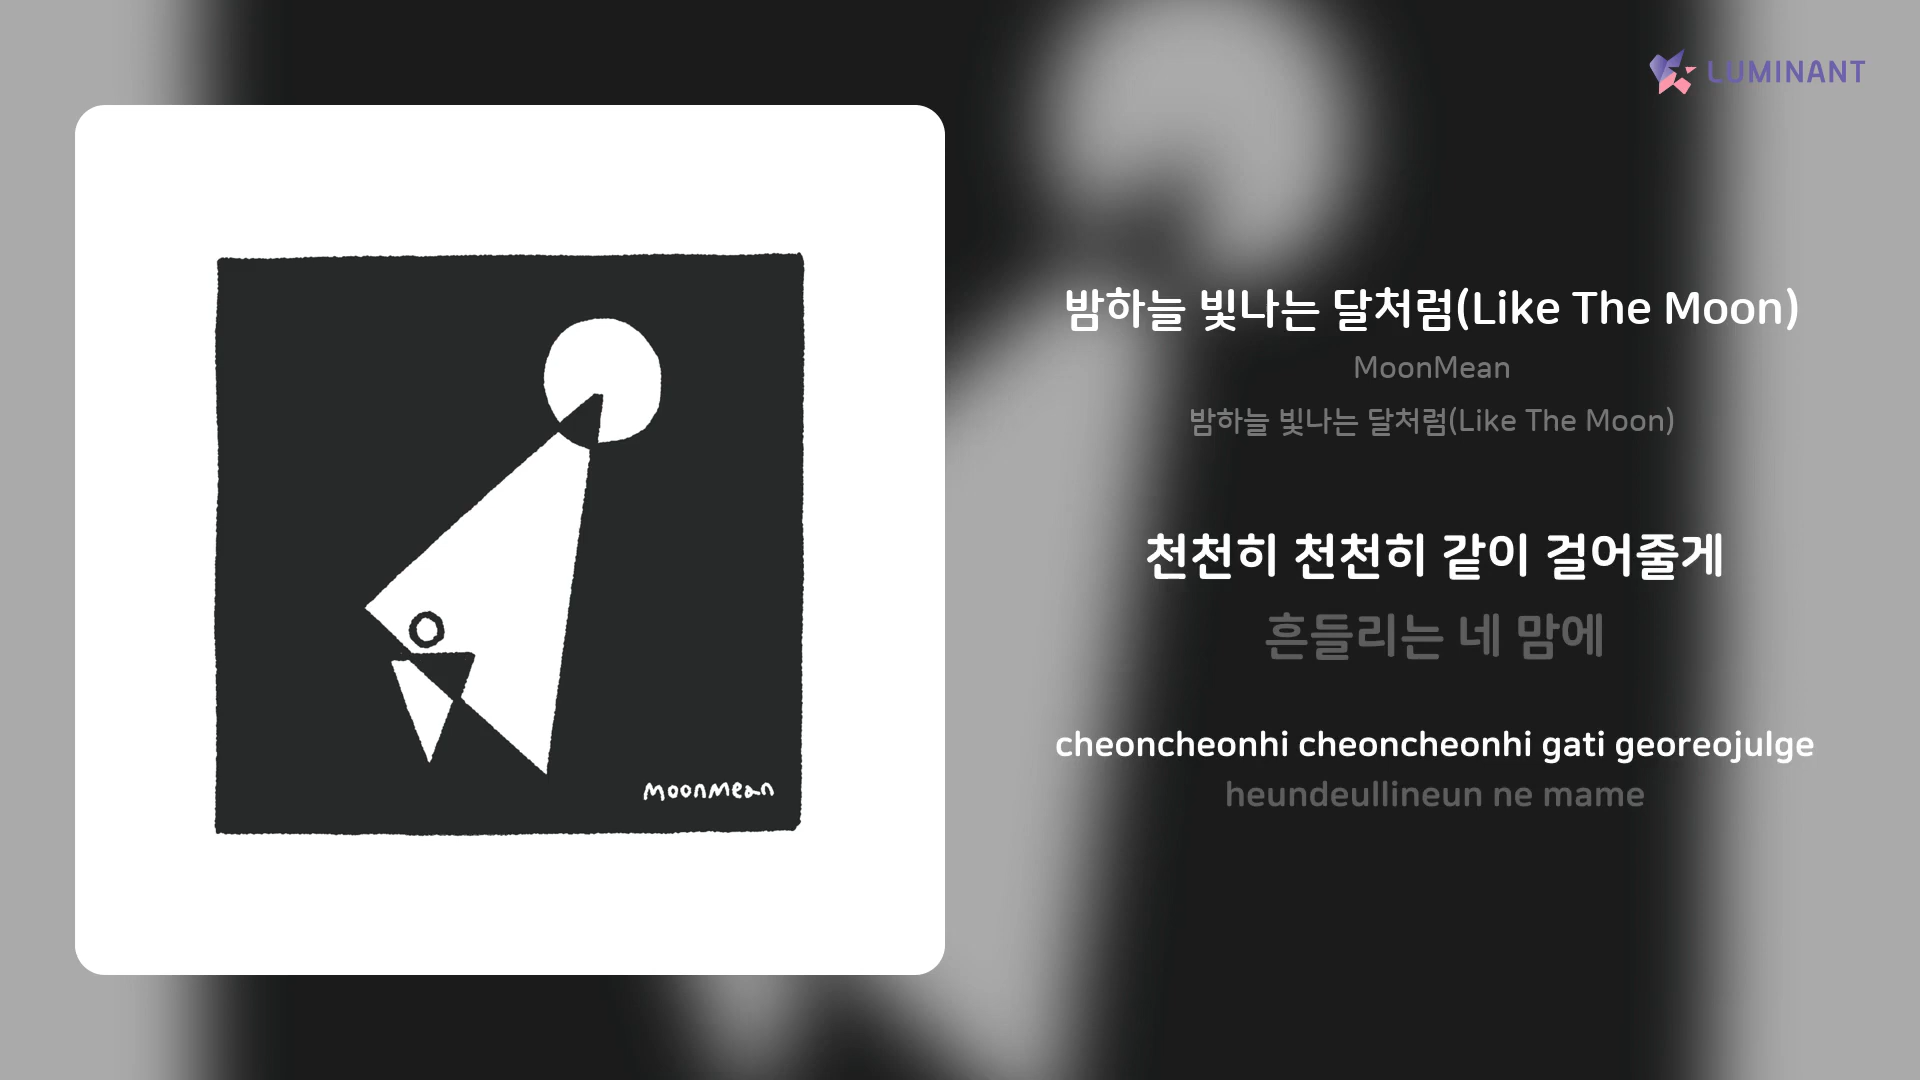 LUMINANT
밤하늘 빛나는 달처럼(Like The Moon)
MoonMean
밤하늘 빛나는 달처럼(Like The Moon)
천천히 천천히 같이 걸어줄게
흔들리는 네 맘에
cheoncheonhi cheoncheonhi gati georeojulge
heundeullineun ne mame
MoonMean